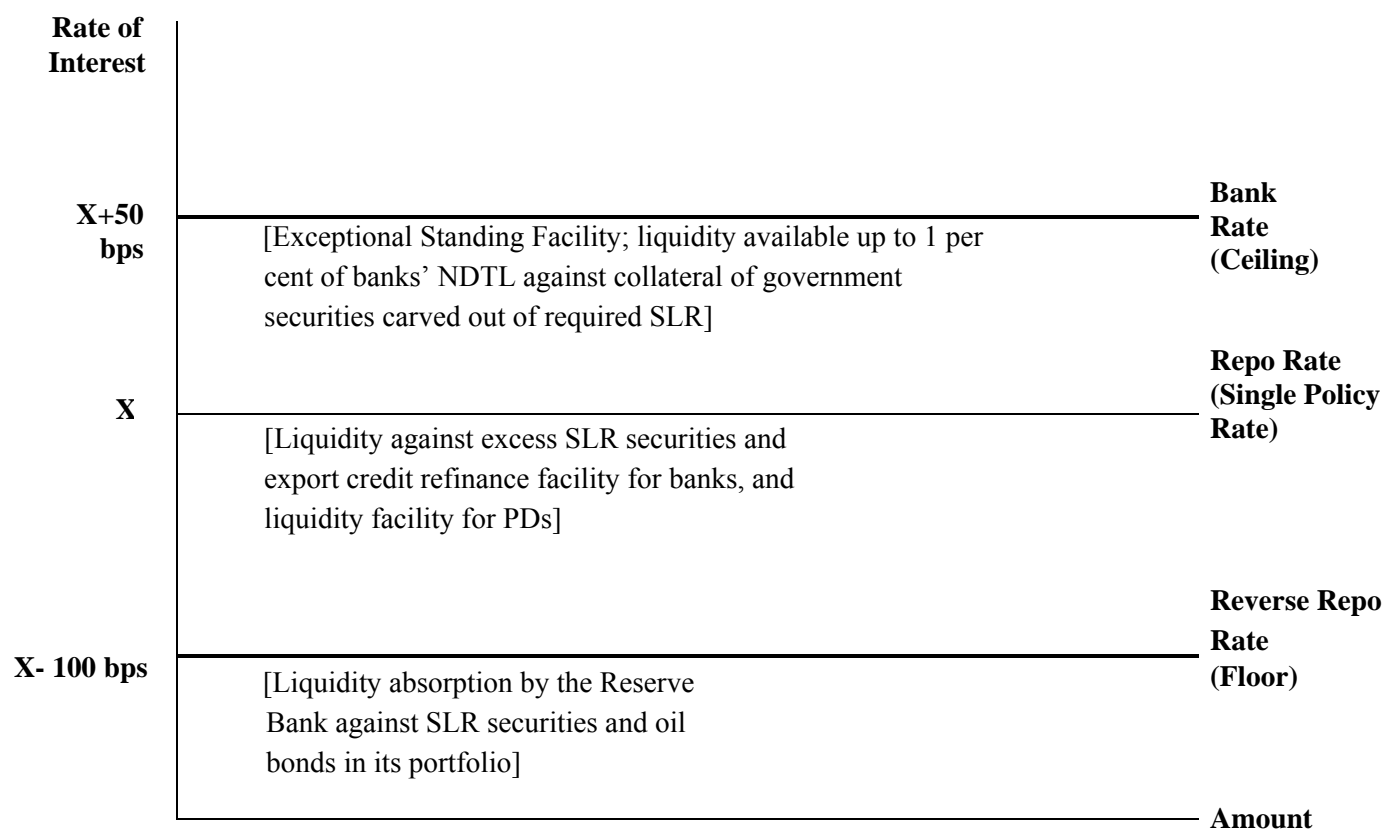 Rate of
Interest
Bank
Rate
(Ceiling)
X+50
bps
[Exceptional Standing Facility; liquidity available up to 1 per
cent of banks’ NDTL against collateral of government
securities carved out of required SLR]
Repo Rate
(Single Policy
Rate)
X
[Liquidity against excess SLR securities and
export credit refinance facility for banks, and
liquidity facility for PDs]
Reverse Repo
Rate
(Floor)
X- 100 bps
[Liquidity absorption by the Reserve
Bank against SLR securities and oil
bonds in its portfolio]
Amount